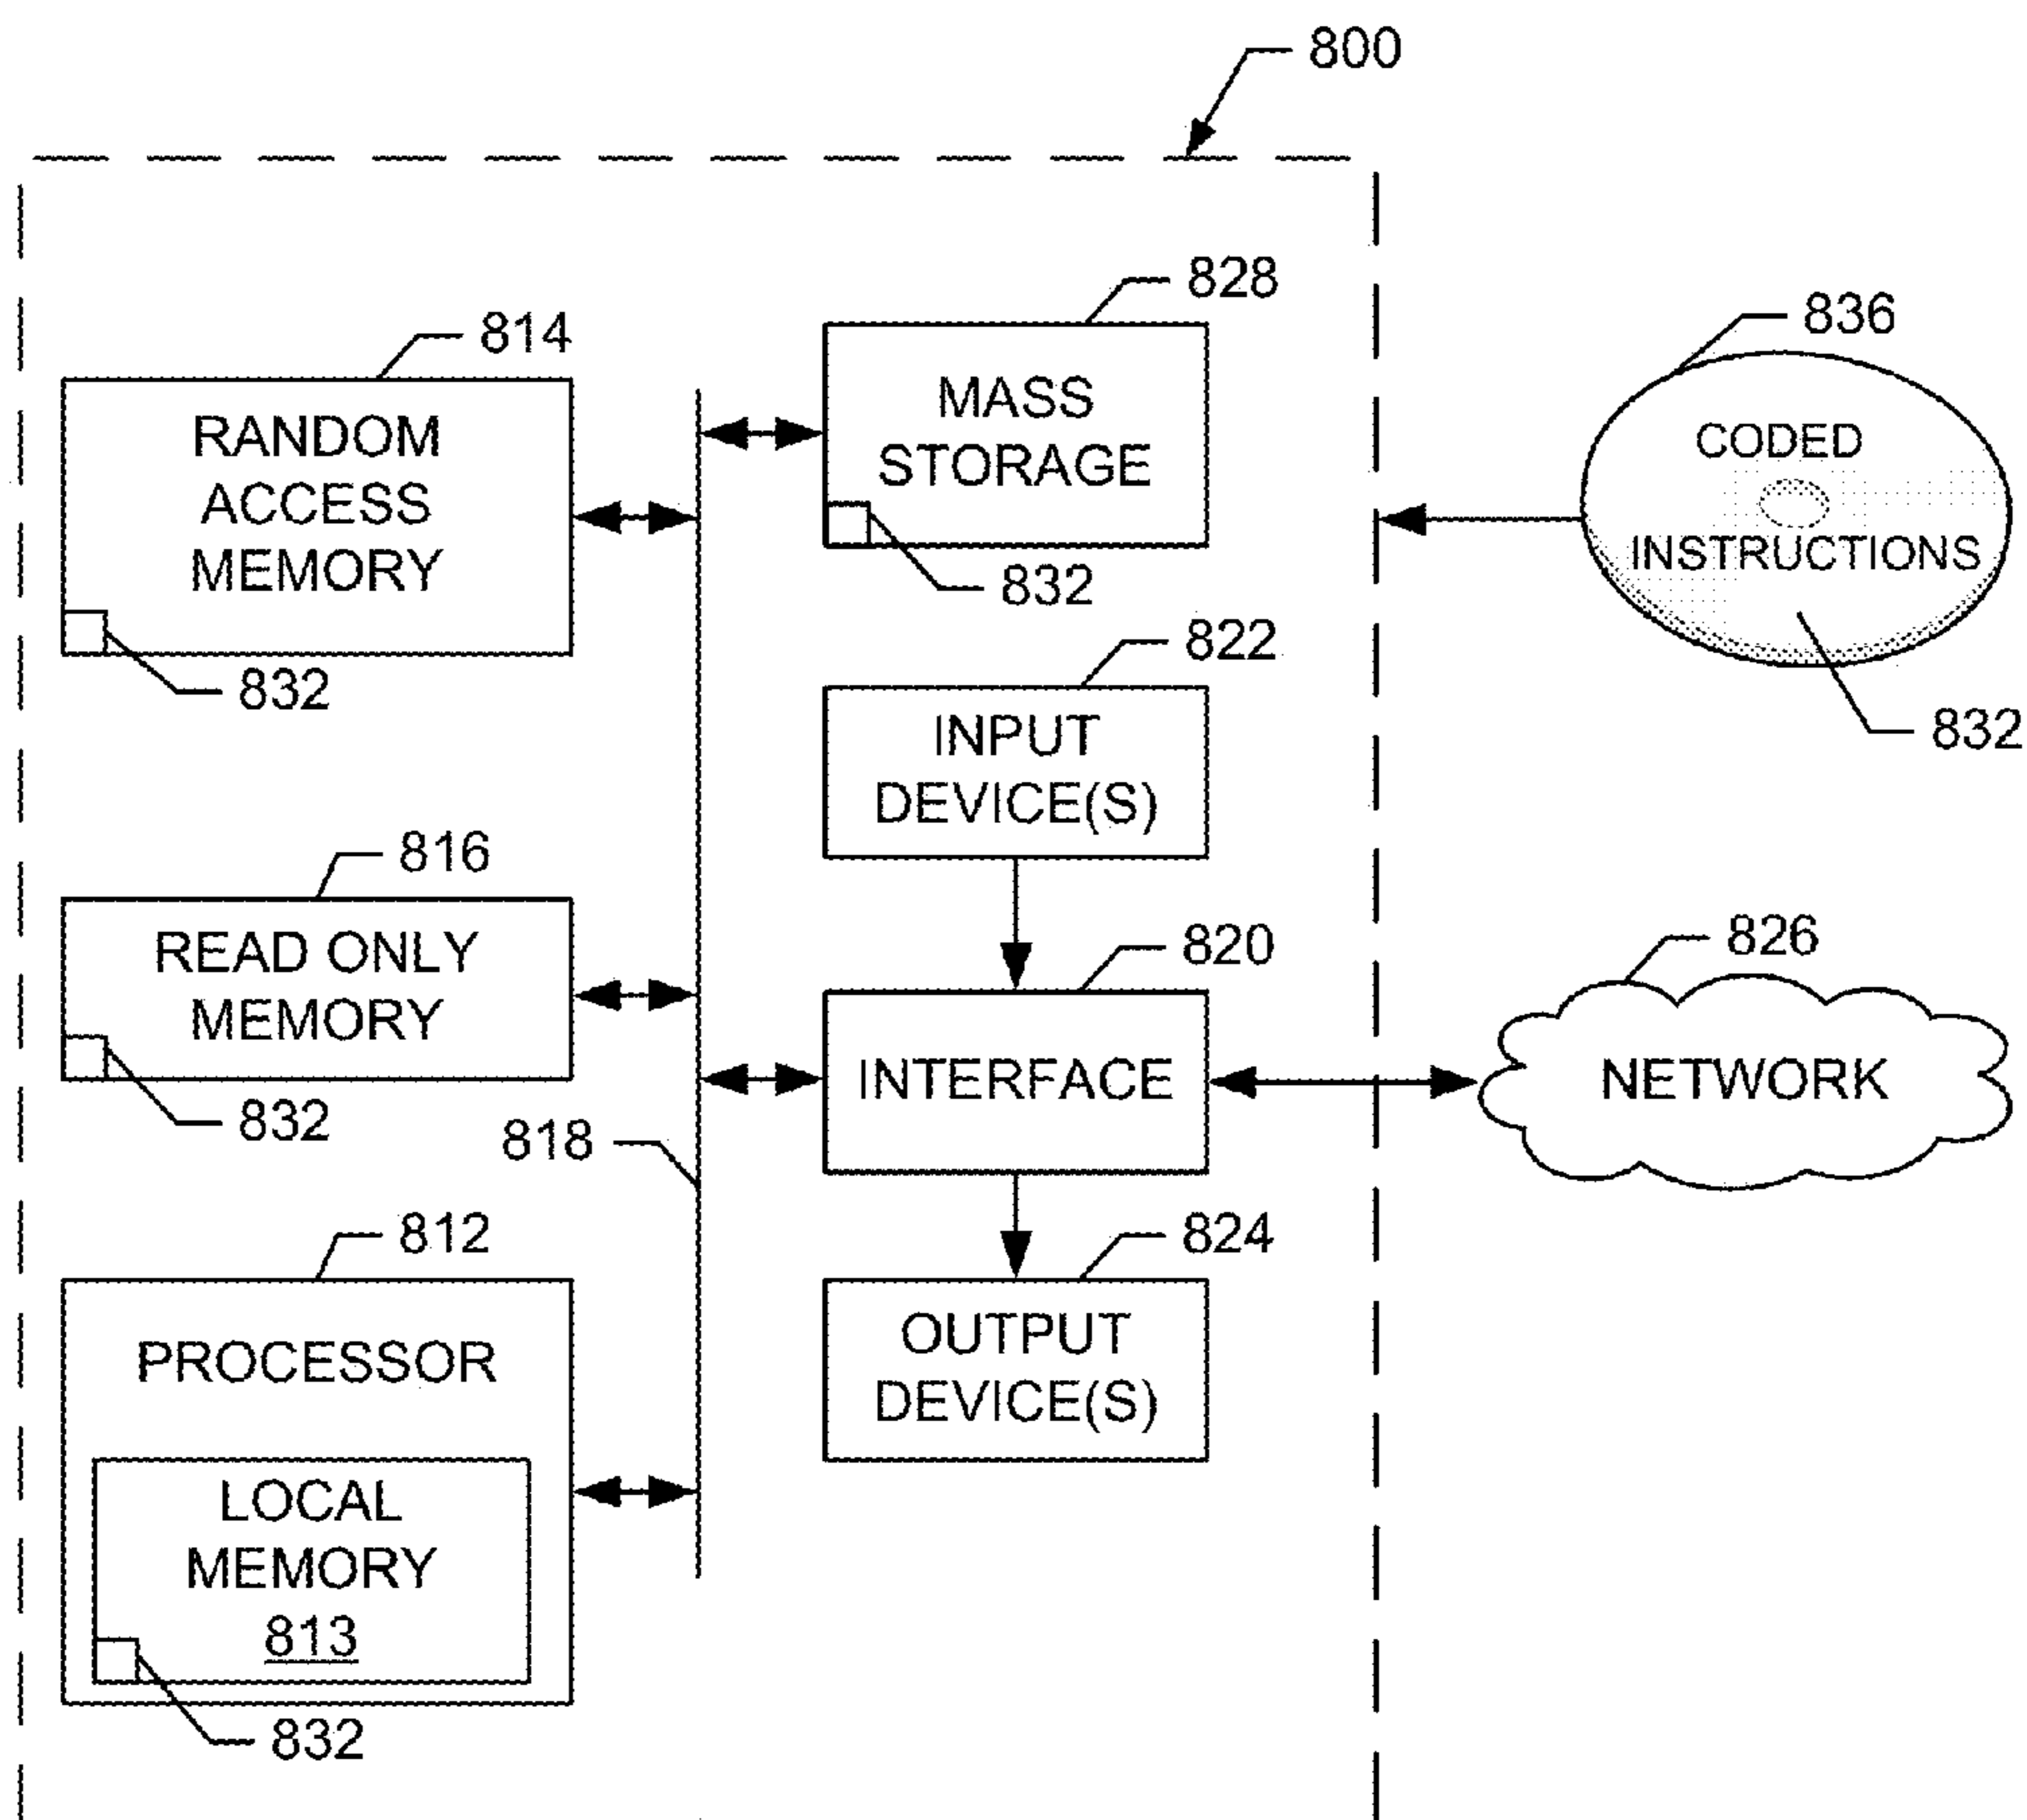 800
828
MASS
STORAGE
832
814
RANDOM
ACCESS
MEMORY
832
836
CODED
INSTRUCTIONS
832
822
INPUT
DEVICE(S)
816
READ ONLY
MEMORY
832
820
INTERFACE
826
NETWORK
818
812
PROCESSOR
LOCAL
MEMORY
813
832
824
OUTPUT
DEVICE(S)